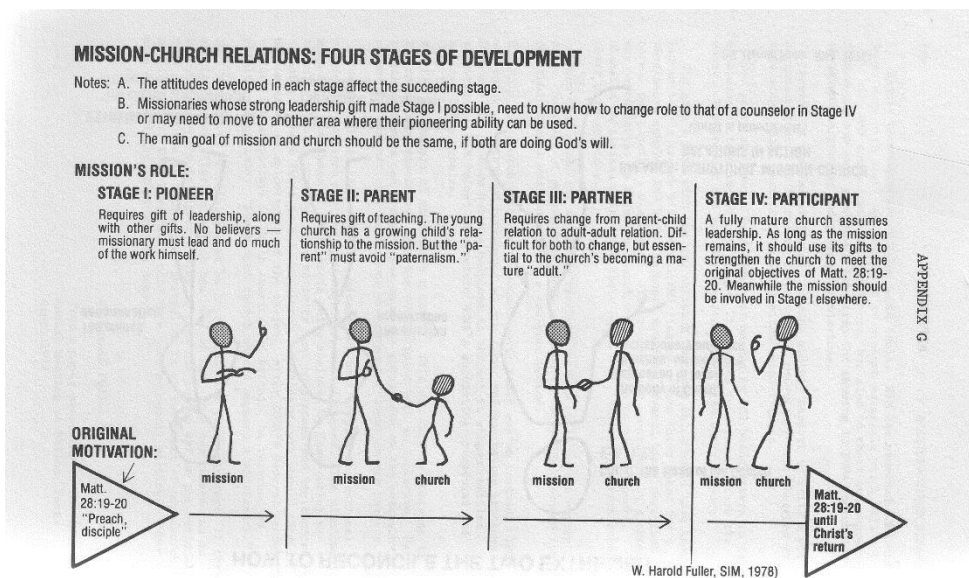 MISSION-CHURCH RELATIONS: FOUR STAGES OF DEVELOPMENT
Notes: A. The attitudes developed in each stage affect the succeeding stage.
B. Missionaries whose strong leadership gift made Stage I possible, need to know how to change role to that of a counselor in Stage IV
or may need to move to another area where their pioneering ability can be used.
C. The main goal of mission and church should be the same, if both are doing God's will.
MISSION'S ROLE:
STAGE I: PIONEER
Requires gift of leadership, along
with other gifts. No believers —
missionary must lead and do much
of the work himself.
STAGE II: PARENT
Requires gift of teaching. The young
church has a growing child's rela-
tionship to the mission. But the "pa-
rent" must avoid "paternalism."
STAGE III: PARTNER
Requires change from parent-child
relation to adult-adult relation. Dif-
ficult for both to change, but essen-
tial to the church's becoming a ma-
ture "adult."
STAGE IV: PARTICIPANT
A fully mature church assumes
leadership. As long as the mission
remains, it should use its gifts to
strengthen the church to meet the
original objectives of Matt. 28:19-
20. Meanwhile the mission should
be involved in Stage I elsewhere.
APPENDIX G
ORIGINAL
MOTIVATION:
Matt.
28:19-20
"Preach,
disciple"
mission
mission church
mission church
mission church
Matt.
28:19-20
until
Christ's
return
W. Harold Fuller, SIM, 1978)
HOW TO RECONCILE THE TWO